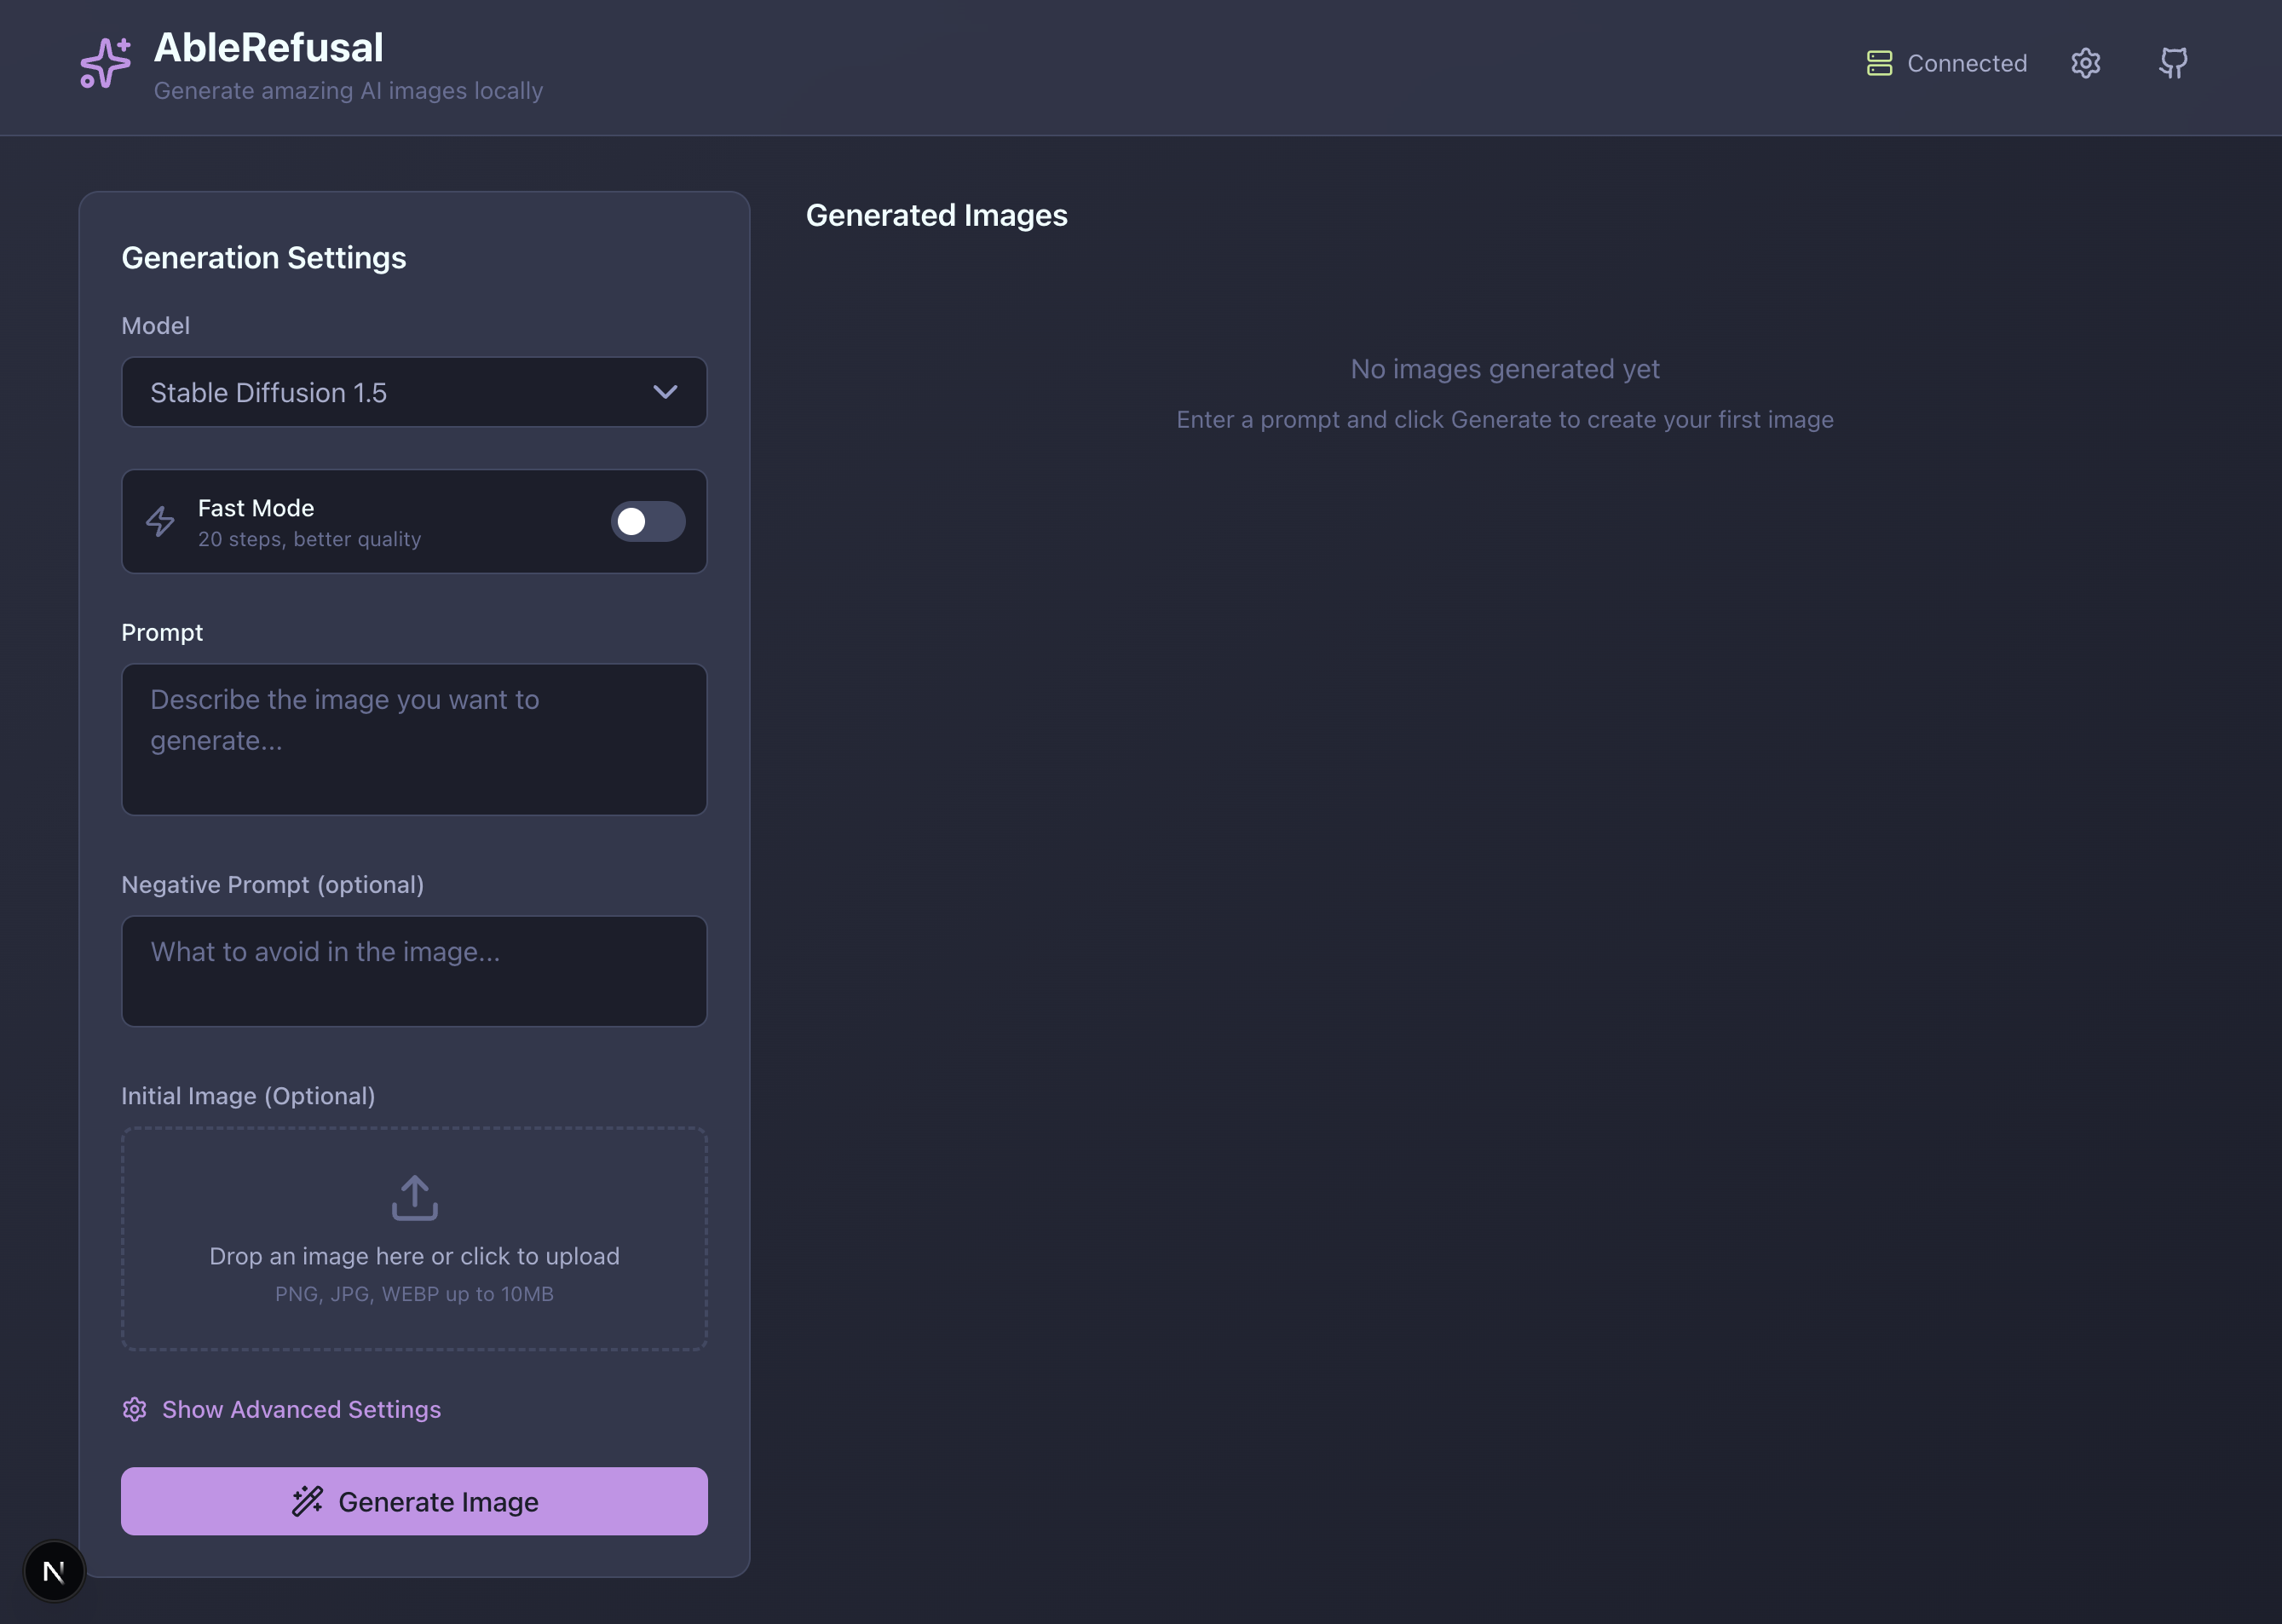 AbleRefusal
Generate amazing AI images locally
Connected
Generation Settings
Model
Stable Diffusion 1.5
Fast Mode
20 steps, better quality
Prompt
Describe the image you want to
generate...
Negative Prompt (optional)
What to avoid in the image...
Initial Image (Optional)
Drop an image here or click to upload
PNG, JPG, WEBP up to 10MB
Show Advanced Settings
Generate Image
N
Generated Images
No images generated yet
Enter a prompt and click Generate to create your first image